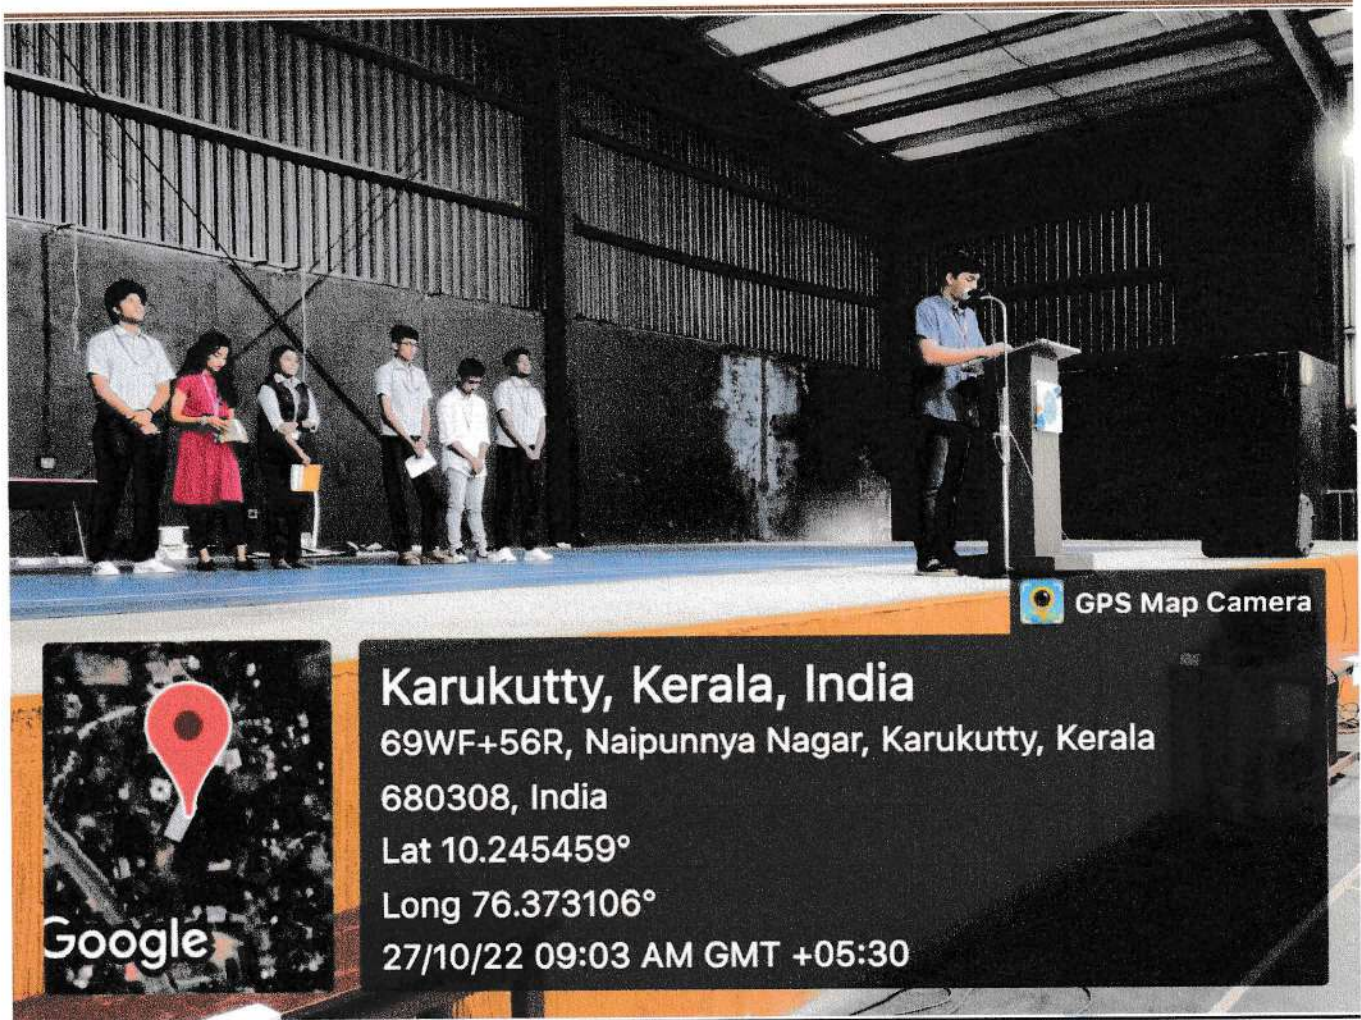 GPS Map Camera
Karukutty, Kerala, India
69WF+56R, Naipunnya Nagar, Karukutty, Kerala
680308, India
Lat 10.245459°
Long 76.373106°
27/10/22 09:03 AM GMT +05:30
Google